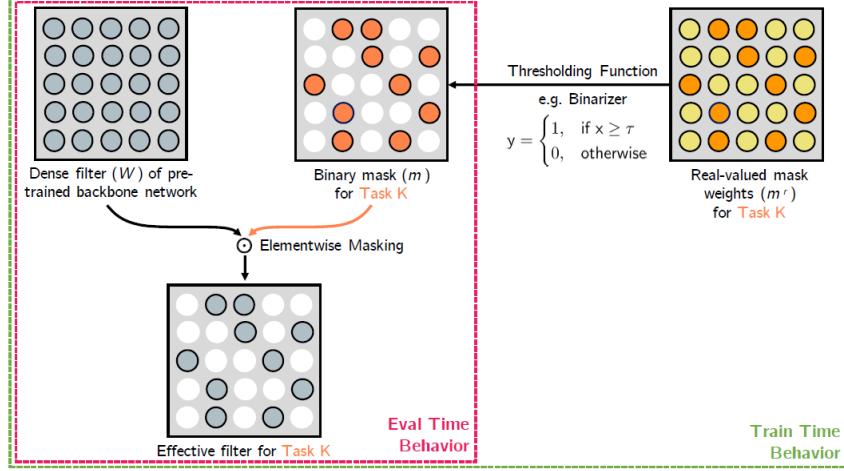 Dense filter (W) of pre-
trained backbone network
Binary mask (m)
for Task K
Thresholding Function
e.g. Binarizer
y = {1, if x ≥ τ
0, otherwise
Real-valued mask
weights (m r)
for Task K
⊙ Elementwise Masking
Effective filter for Task K
Eval Time
Behavior
Train Time
Behavior